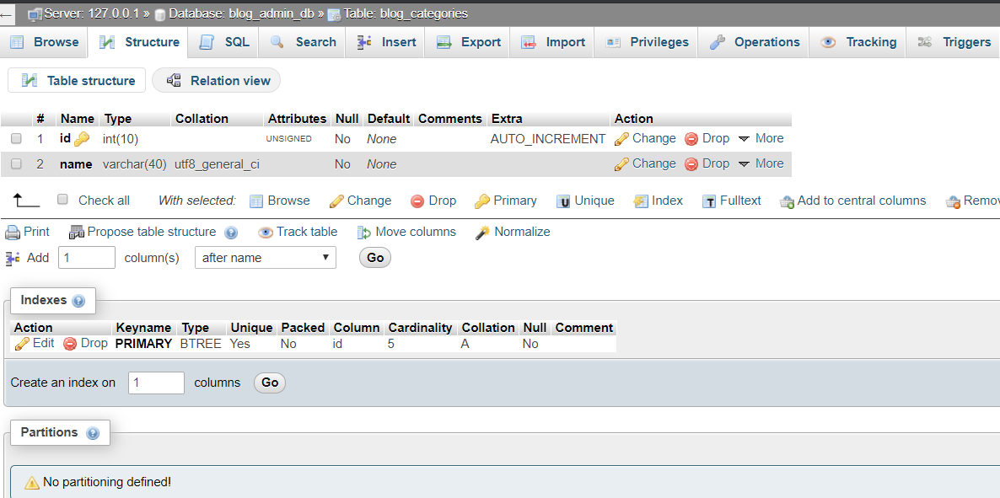 Server: 127.0.0.1 » Database: blog_admin_db » Table: blog_categories
Browse Structure SQL Search Insert Export Import Privileges Operations Tracking Triggers
Table structure Relation view
# Name Type Collation Attributes Null Default Comments Extra Action
1 id int(10) UNSIGNED No None AUTO_INCREMENT Change Drop More
2 name varchar(40) utf8_general_ci No None Change Drop More
Check all With selected: Browse Change Drop Primary Unique Index Fulltext Add to central columns Remov
Print Propose table structure Track table Move columns Normalize
Add 1 column(s) after name Go
Indexes
Action Keyname Type Unique Packed Column Cardinality Collation Null Comment
Edit Drop PRIMARY BTREE Yes No id 5 A No
Create an index on 1 columns Go
Partitions
No partitioning defined!